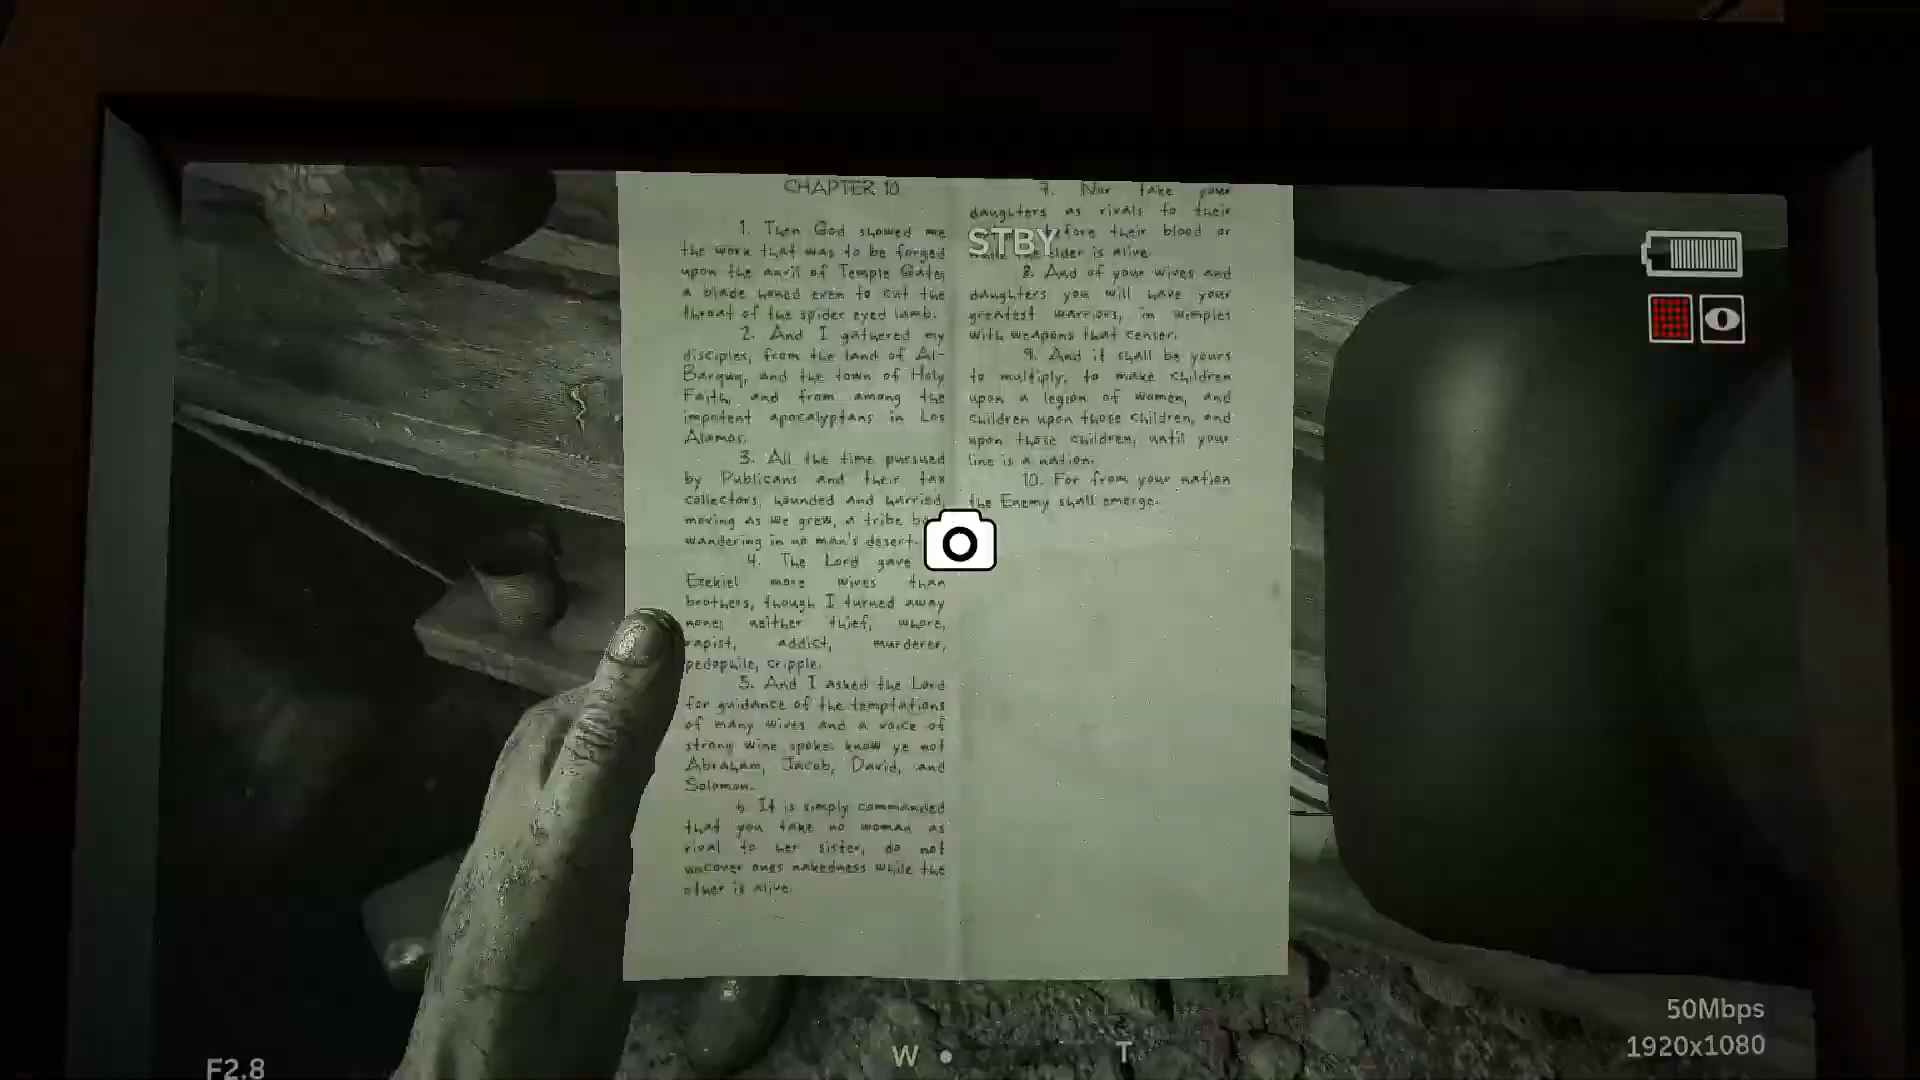 CHAPTER 10
1. Then God showed me
the work that was to be forged
upon the anvil of Temple Gate;
a blade honed even to cut the
throat of the spider eyed lamb.
2. And I gathered my
disciples, from the land of Al-
Barquq, and the town of Holy
Faith, and from among the
impotent apocalyptans in Los
Alamos.
3. All the time pursued
by Publicans and their tax
collectors, hounded and harried,
moving as we grew, a tribe
wandering in no man's desert.
4. The Lord gave
Ezekiel more wives than
brothers, though I turned away
none; neither thief, whore,
rapist, addict, murderer,
pedophile, cripple.
5. And I asked the Lord
for guidance of the temptations
of many wives and a voice of
strong wine spoke: know ye not
Abraham, Jacob, David, and
Solomon.
6. It is simply commanded
that you take no woman as
rival to her sister, do not
uncover ones nakedness while the
other is alive.
7. Nor take your
daughters as rivals to their
before their blood or
while the elder is alive.
8. And of your wives and
daughters you will have your
greatest warriors, in wimples
with weapons that censer.
9. And it shall be yours
to multiply, to make children
upon a legion of women, and
children upon those children, and
upon those children, until your
line is a nation.
10. For from your nation
the Enemy shall emerge.
STBY
50Mbps
1920x1080
F2.8
W
T